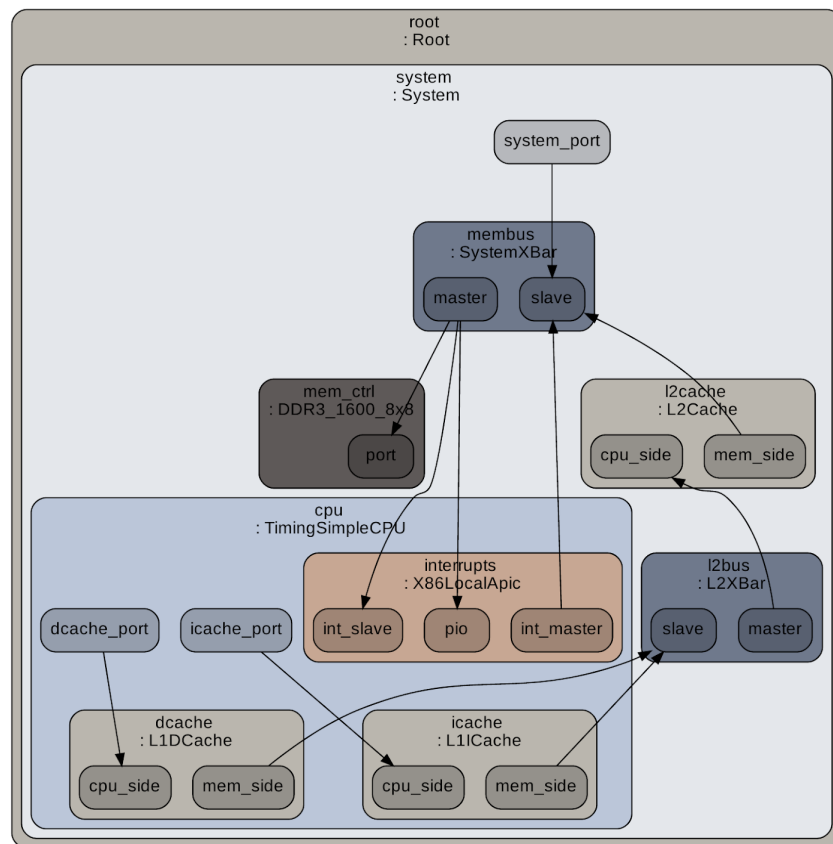 root
: Root
system
: System
system_port
membus
: SystemXBar
master
slave
mem_ctrl
: DDR3_1600_8x8
port
l2cache
: L2Cache
cpu_side
mem_side
cpu
: TimingSimpleCPU
interrupts
: X86LocalApic
int_slave
pio
int_master
l2bus
: L2XBar
slave
master
dcache_port
icache_port
dcache
: L1DCache
cpu_side
mem_side
icache
: L1ICache
cpu_side
mem_side